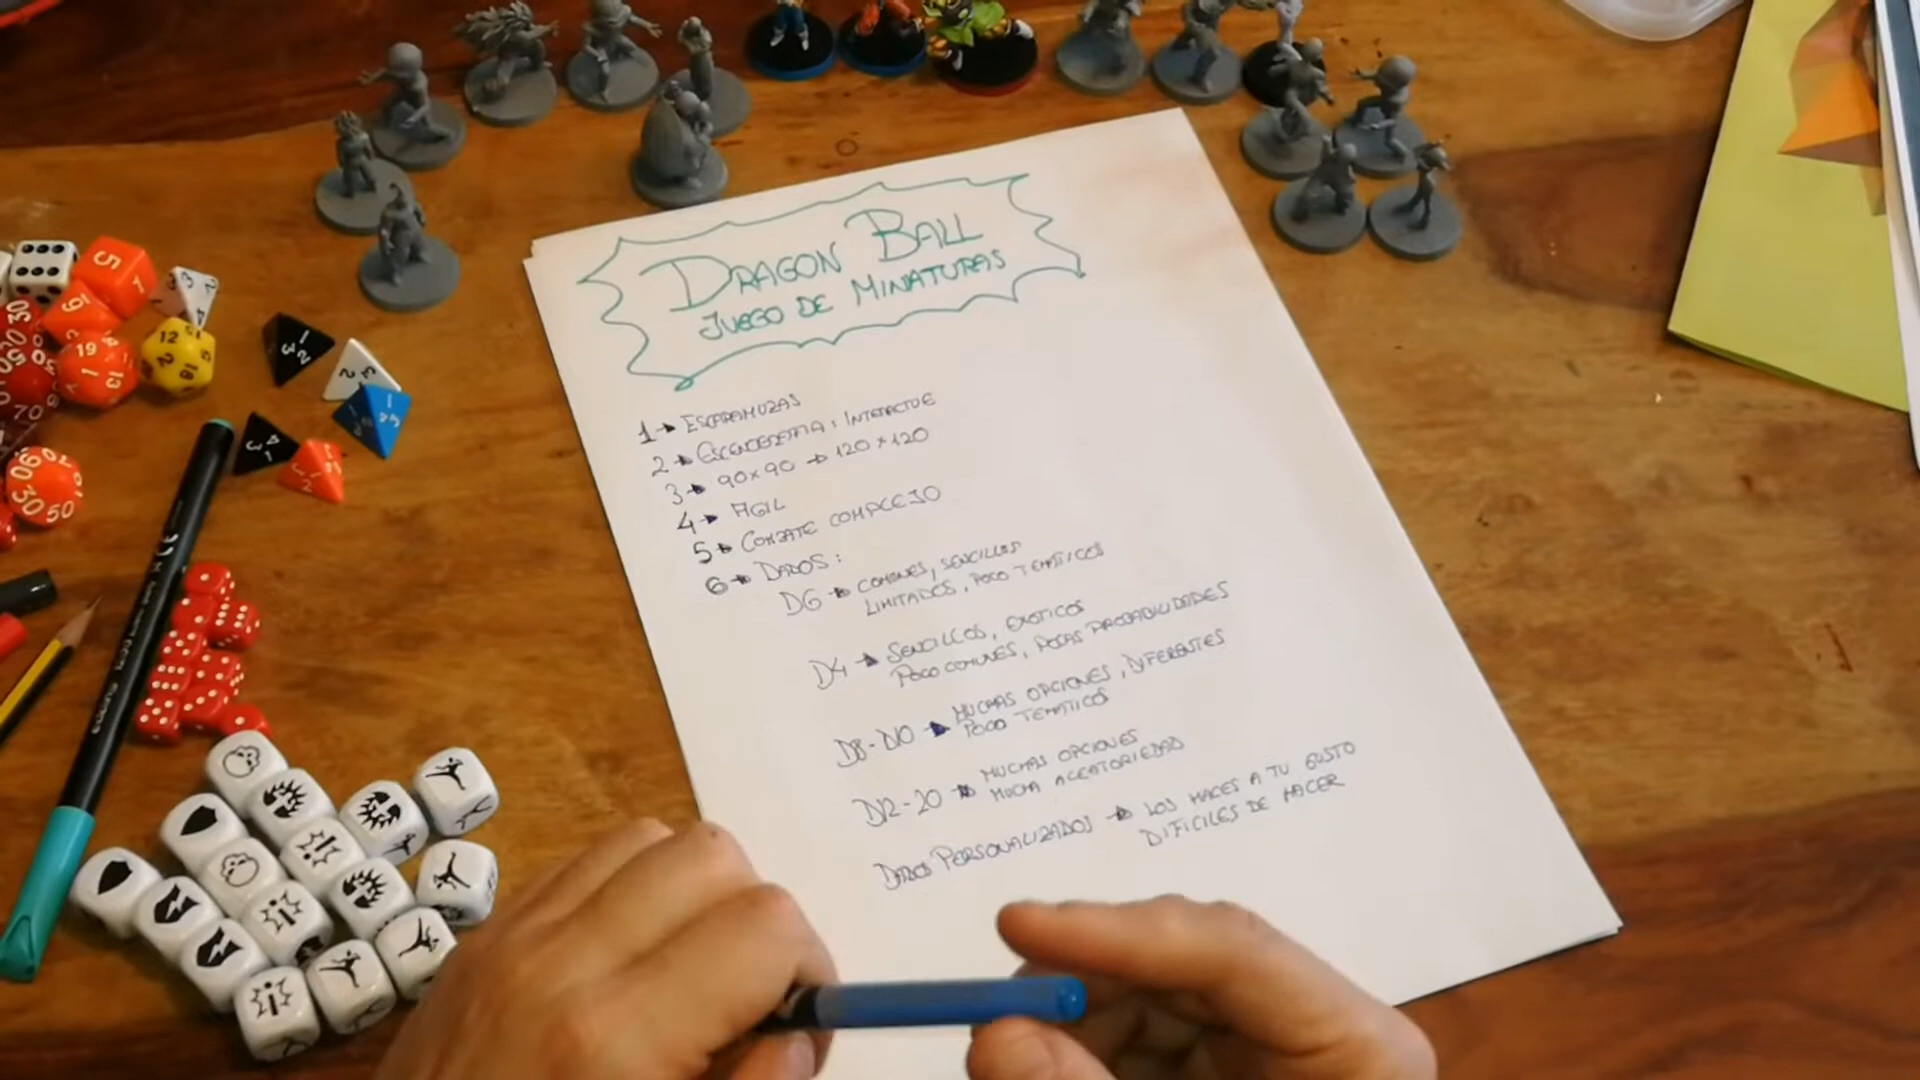 DRAGON BALL
JUEGO DE MINATURAS
1→ ESCARAMUZAS
2→ ESCENOGRAFIA: INTERACTUE
3→ 90x90 → 120x120
4→ AGIL
5→ COMBATE COMPLEJO
6→ DADOS:
D6→ COMUNES, SENCILLOS
LIMITADOS, POCO TEMATICOS
D4→ SENCILLOS, EXOTICOS
POCO COMUNES, POCAS PROBABILIDADES
D8-D10→ MUCHAS OPCIONES, DIFERENTES
POCO TEMATICOS
D12-20→ MUCHAS OPCIONES
MUCHA ALEATORIEDAD
DADOS PERSONALIZADOS→ LOS HACES A TU GUSTO
DIFICILES DE HACER